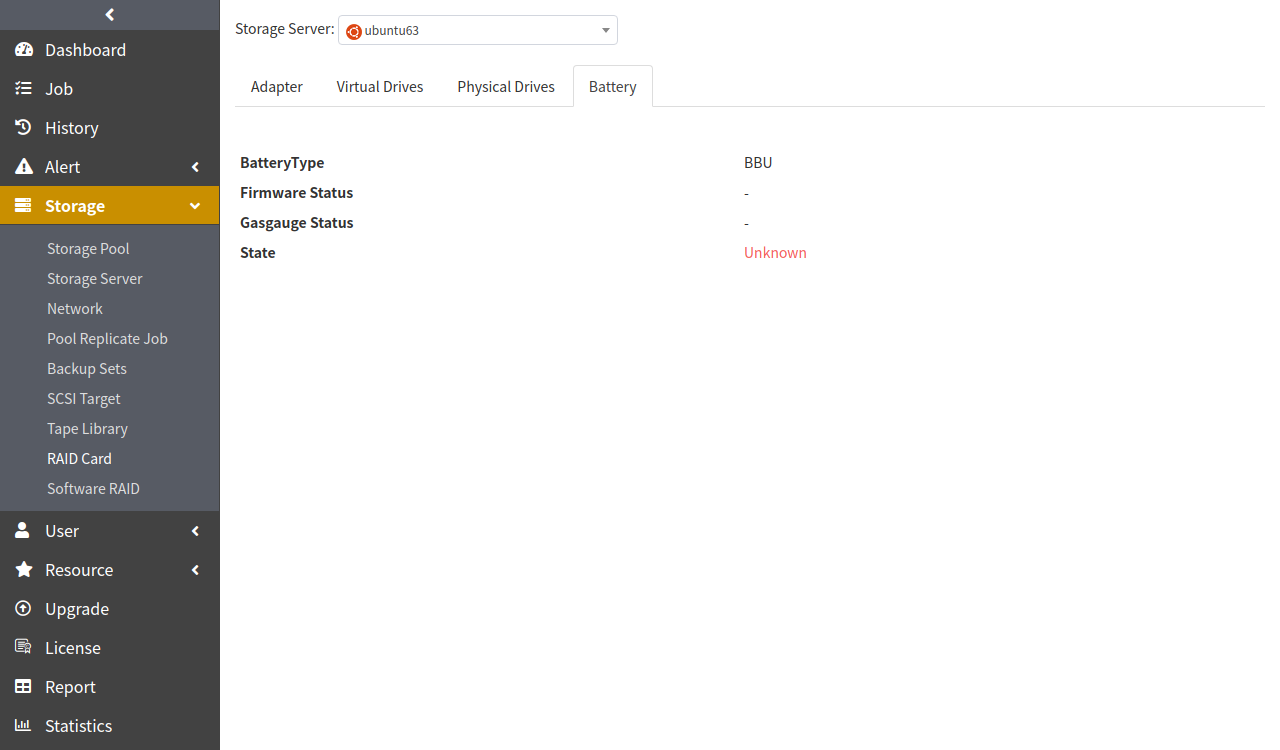 Dashboard
Job
History
Alert
Storage
Storage Pool
Storage Server
Network
Pool Replicate Job
Backup Sets
SCSI Target
Tape Library
RAID Card
Software RAID
User
Resource
Upgrade
License
Report
Statistics
Storage Server: ubuntu63
Adapter Virtual Drives Physical Drives Battery
BatteryType BBU
Firmware Status -
Gasgauge Status -
State Unknown